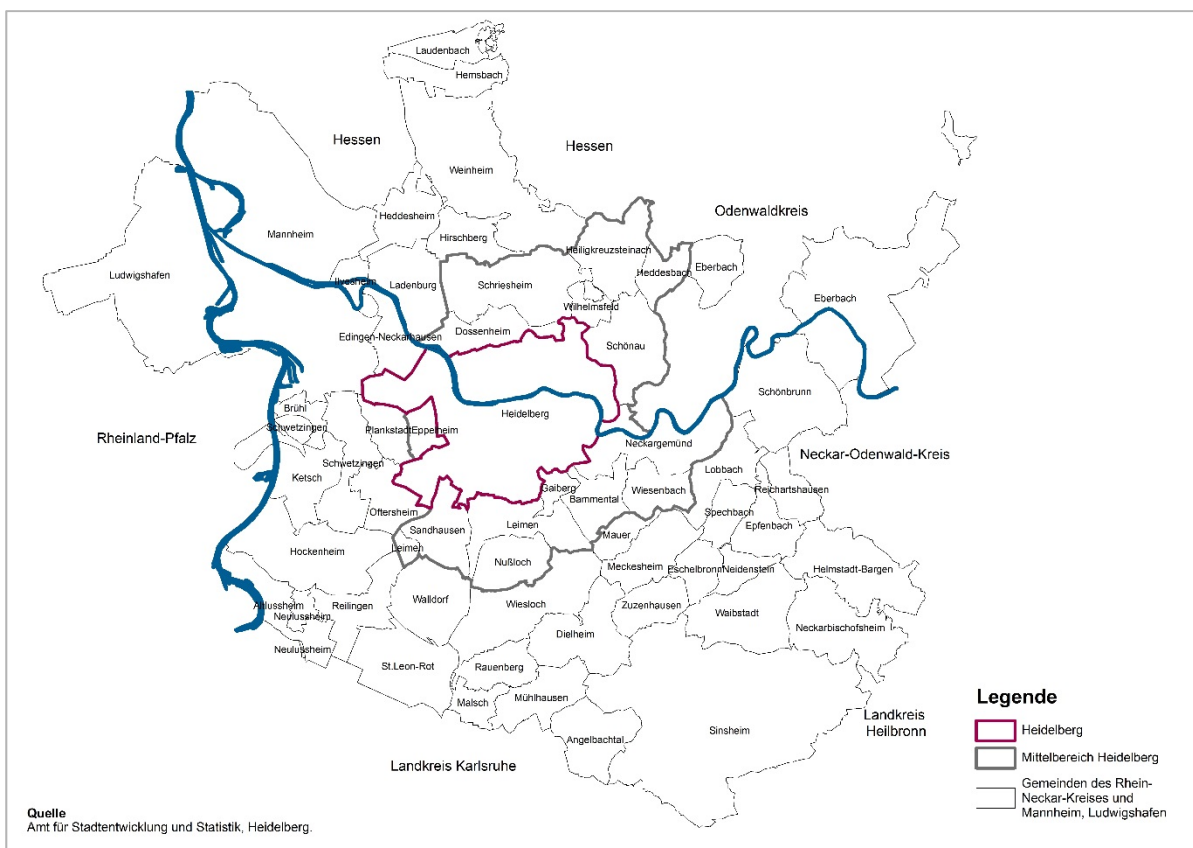 Laudenbach
Hemsbach
Hessen
Hessen
Weinheim
Odenwaldkreis
Heddesheim
Mannheim
Hirschberg
Heiligkreuzsteinach
Ludwigshafen
Ilvesheim
Ladenburg
Schriesheim
Heddesbach
Eberbach
Eberbach
Wilhelmsfeld
Edingen-Neckarhausen
Dossenheim
Schönau
Schönbrunn
Brühl
Heidelberg
Rheinland-Pfalz
Schwetzingen
Plankstadt
Eppelheim
Neckargemünd
Neckar-Odenwald-Kreis
Schwetzingen
Ketsch
Lobbach
Gaiberg
Bammental
Wiesenbach
Reichartshausen
Oftersheim
Spechbach
Epfenbach
Sandhausen
Leimen
Mauer
Hockenheim
Leimen
Nußloch
Meckesheim
Eschelbronn
Neidenstein
Helmstadt-Bargen
Altlussheim
Reilingen
Walldorf
Wiesloch
Zuzenhausen
Waibstadt
Neulussheim
Dielheim
Neckarbischofsheim
Neulussheim
St.Leon-Rot
Rauenberg
Malsch
Mühlhausen
Angelbachtal
Sinsheim
Landkreis
Heilbronn
Landkreis Karlsruhe
Legende
Heidelberg
Mittelbereich Heidelberg
Gemeinden des Rhein-
Neckar-Kreises und
Mannheim, Ludwigshafen
Quelle
Amt für Stadtentwicklung und Statistik, Heidelberg.